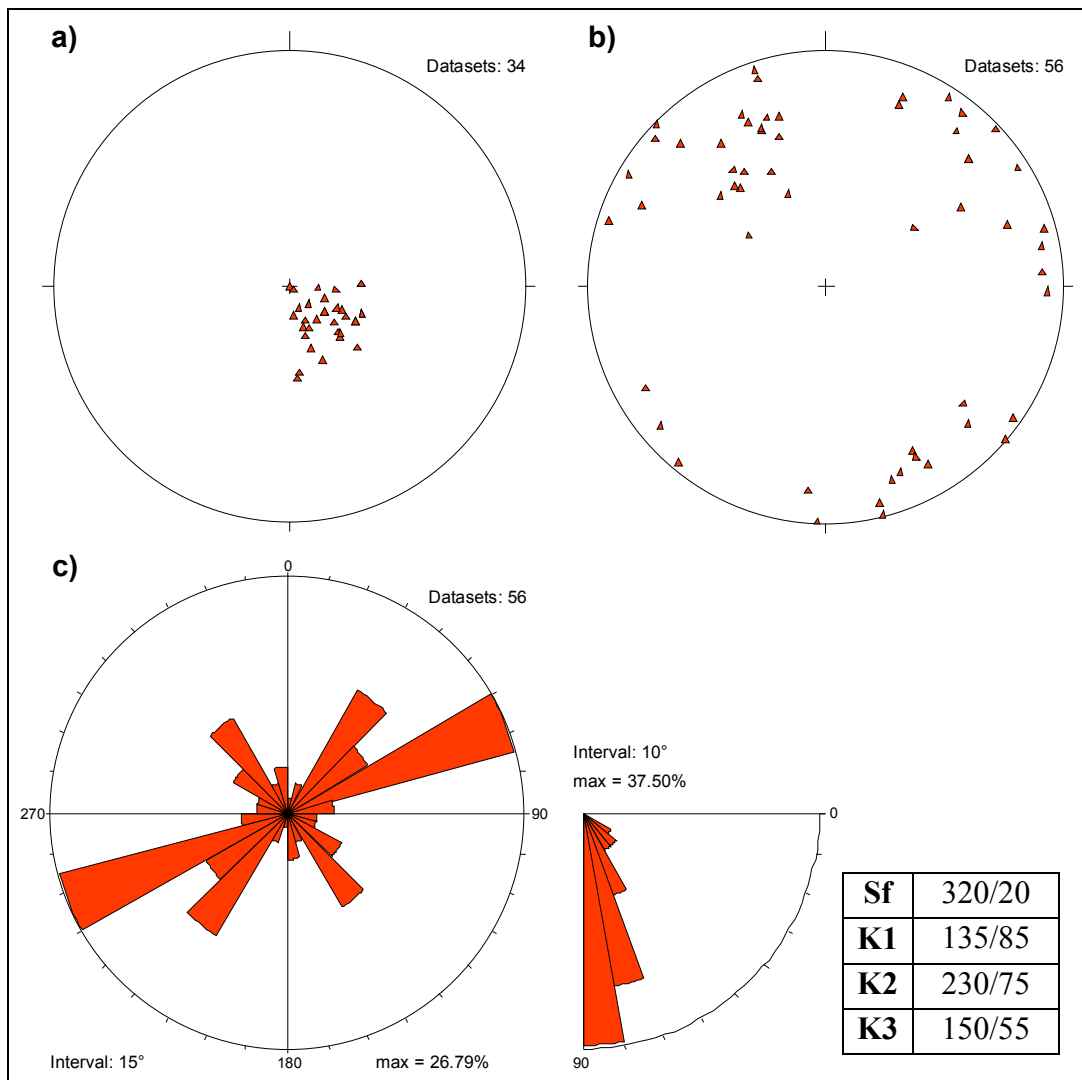 a)
Datasets: 34
b)
Datasets: 56
c)
0
Datasets: 56
270
90
180
Interval: 15°
max = 26.79%
Interval: 10°
max = 37.50%
0
90
Sf 320/20
K1 135/85
K2 230/75
K3 150/55